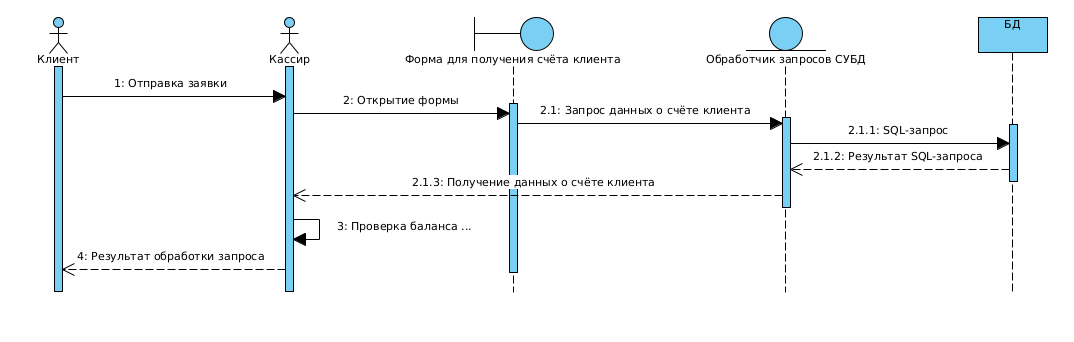 БД
Клиент
Кассир
Форма для получения счёта клиента
Обработчик запросов СУБД
1: Отправка заявки
2: Открытие формы
2.1: Запрос данных о счёте клиента
2.1.1: SQL-запрос
2.1.2: Результат SQL-запроса
2.1.3: Получение данных о счёте клиента
3: Проверка баланса ...
4: Результат обработки запроса